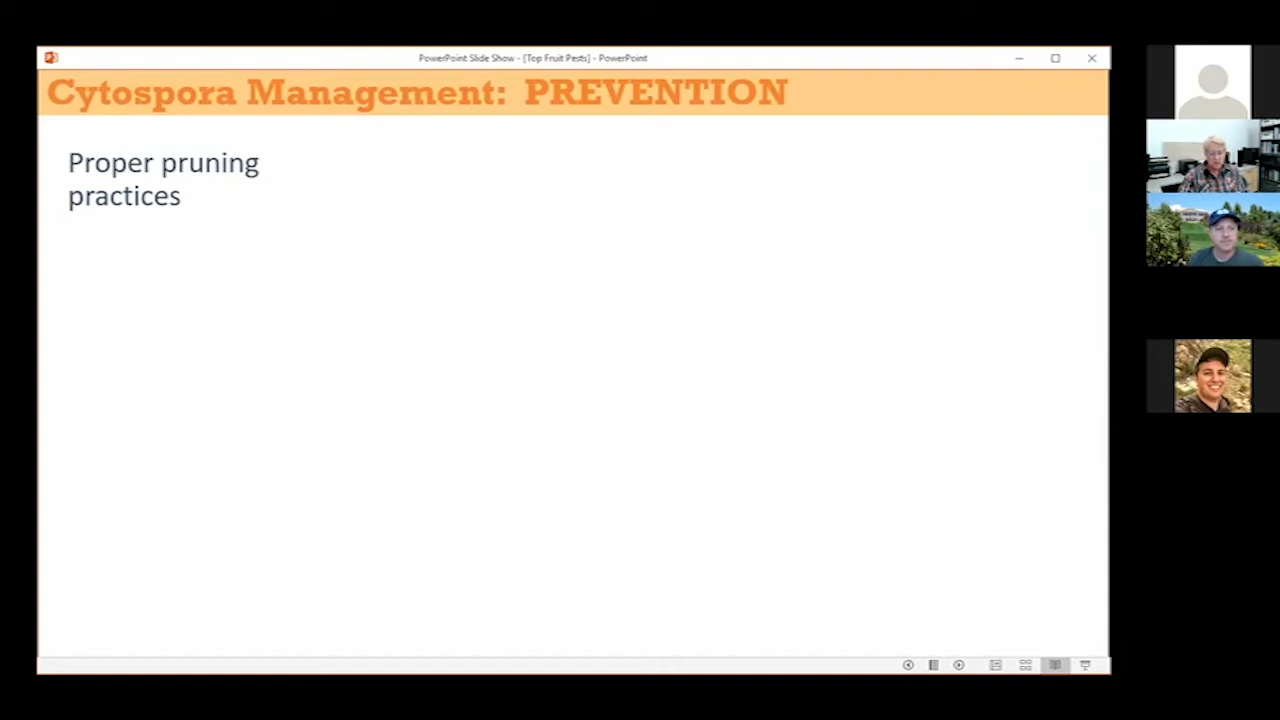 PowerPoint Slide Show - [Top Fruit Pests] - PowerPoint
Cytospora Management: PREVENTION
Proper pruning
practices